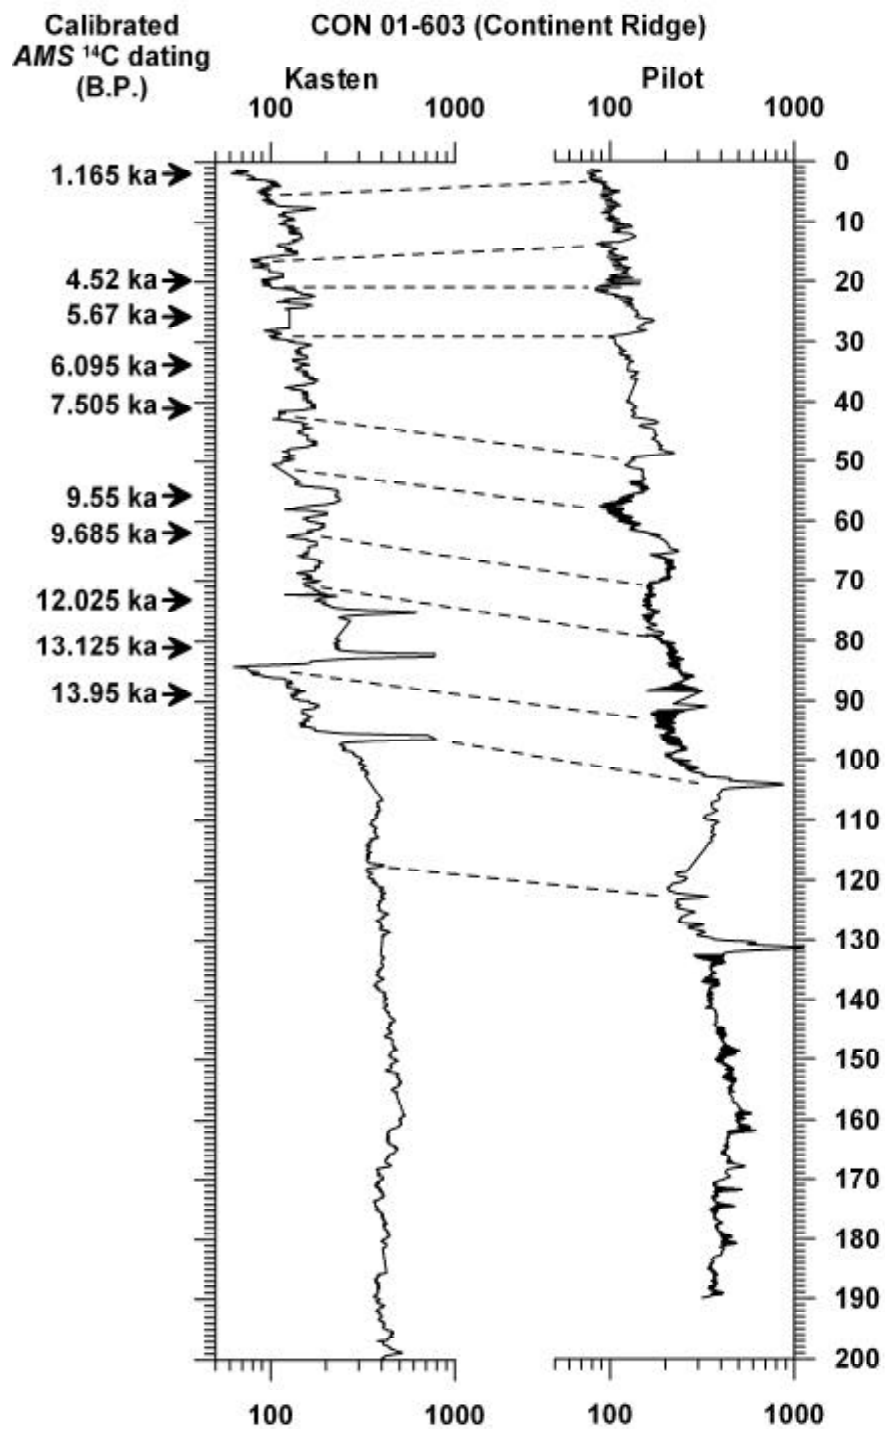 Calibrated
AMS ¹⁴C dating
(B.P.)
CON 01-603 (Continent Ridge)
Kasten
Pilot
100 1000 100 1000
1.165 ka
4.52 ka
5.67 ka
6.095 ka
7.505 ka
9.55 ka
9.685 ka
12.025 ka
13.125 ka
13.95 ka
0
10
20
30
40
50
60
70
80
90
100
110
120
130
140
150
160
170
180
190
200
100 1000 100 1000